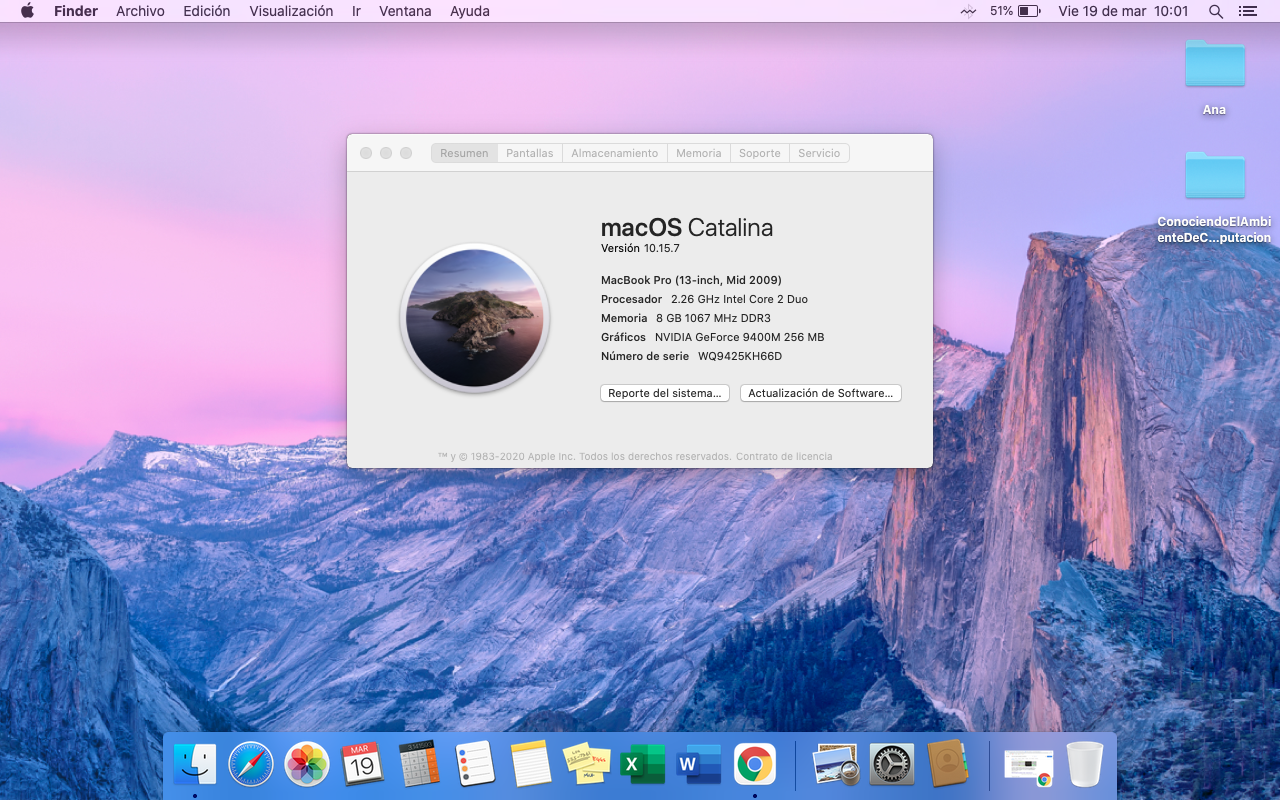 Finder Archivo Edición Visualización Ir Ventana Ayuda 51% Vie 19 de mar 10:01
Ana
ConociendoElAmbi
enteDeC...putacion
Resumen Pantallas Almacenamiento Memoria Soporte Servicio
macOS Catalina
Versión 10.15.7
MacBook Pro (13-inch, Mid 2009)
Procesador 2.26 GHz Intel Core 2 Duo
Memoria 8 GB 1067 MHz DDR3
Gráficos NVIDIA GeForce 9400M 256 MB
Número de serie WQ9425KH66D
Reporte del sistema... Actualización de Software...
™ y © 1983-2020 Apple Inc. Todos los derechos reservados. Contrato de licencia
MAR
19
X
W